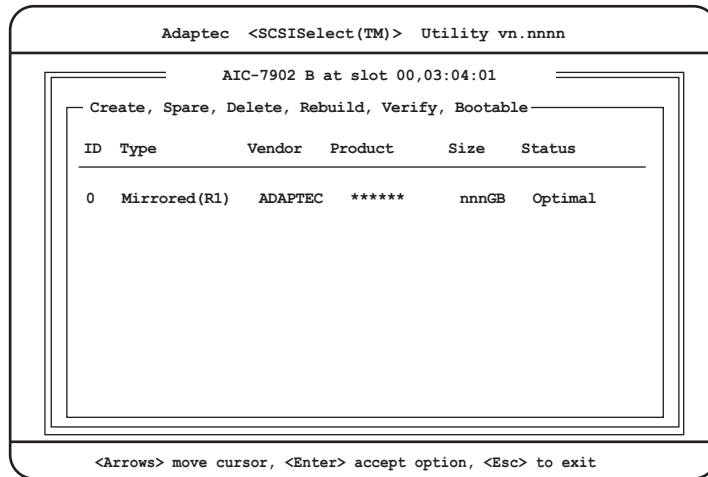 Adaptec <SCSISelect(TM)> Utility vn.nnnn
AIC-7902 B at slot 00,03:04:01
Create, Spare, Delete, Rebuild, Verify, Bootable
ID Type Vendor Product Size Status
0 Mirrored(R1) ADAPTEC ****** nnnGB Optimal
<Arrows> move cursor, <Enter> accept option, <Esc> to exit